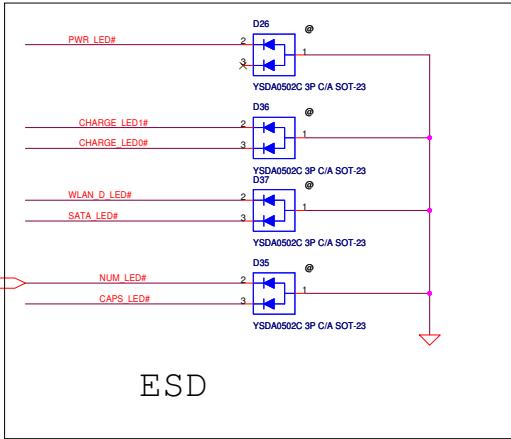 D26
@
PWR_LED#
2
1
3
YSDA0502C 3P C/A SOT-23
D36
@
CHARGE_LED1#
2
1
CHARGE_LED0#
3
YSDA0502C 3P C/A SOT-23
D37
@
WLAN_D_LED#
2
1
SATA_LED#
3
YSDA0502C 3P C/A SOT-23
D35
@
NUM_LED#
2
1
CAPS_LED#
3
YSDA0502C 3P C/A SOT-23
ESD